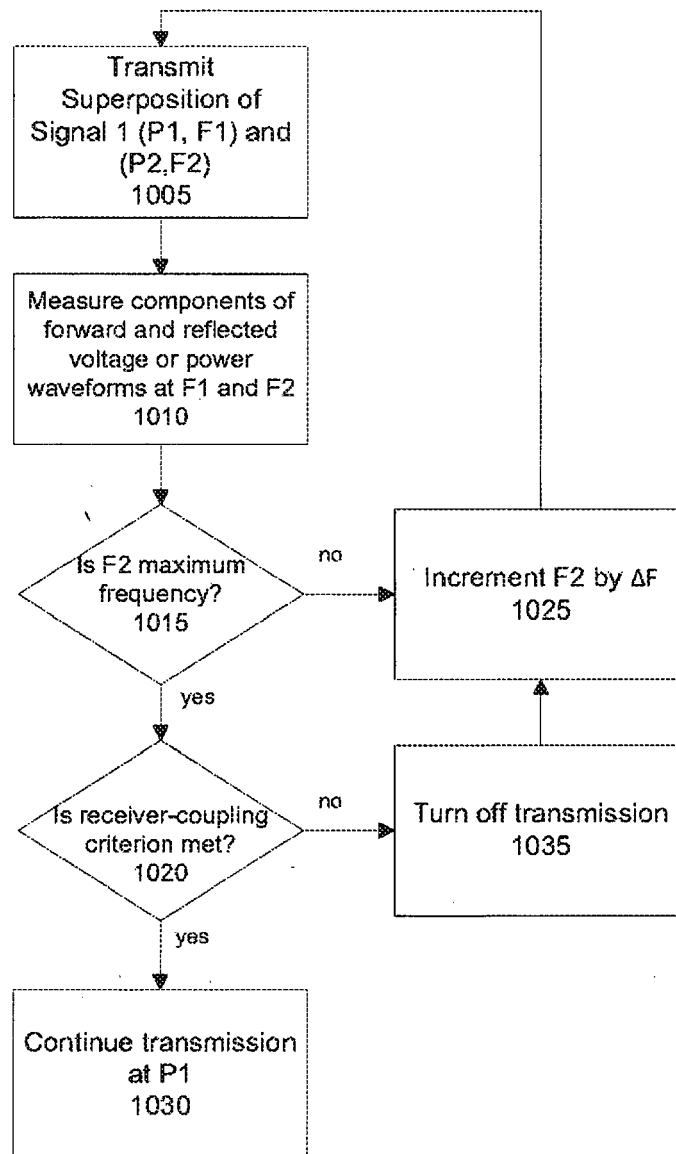 Transmit
Superposition of
Signal 1 (P1, F1) and
(P2,F2)
1005
Measure components of
forward and reflected
voltage or power
waveforms at F1 and F2
1010
Is F2 maximum
frequency?
1015
no
Increment F2 by ΔF
1025
yes
Is receiver-coupling
criterion met?
1020
no
Turn off transmission
1035
yes
Continue transmission
at P1
1030